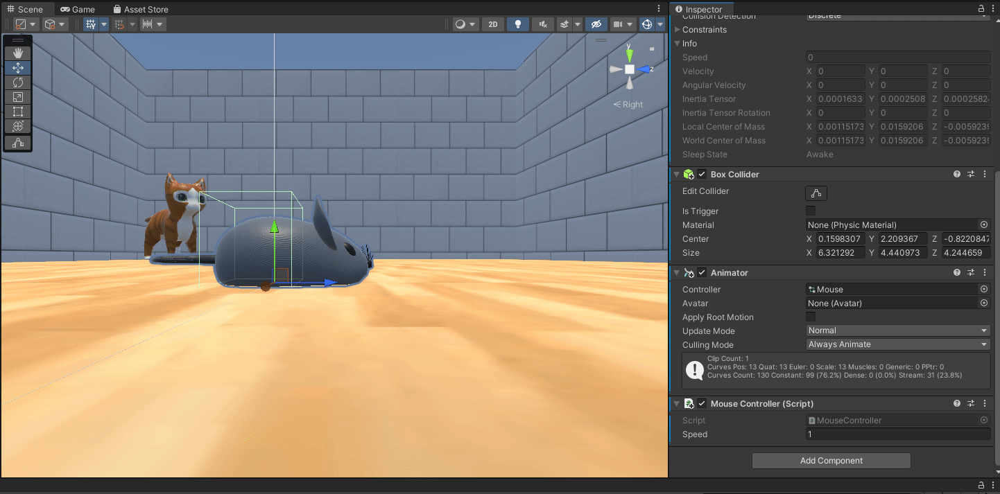 Scene Game Asset Store
Inspector
2D
Collision Detection Discrete
Constraints
Info
Speed 0
Velocity X 0 Y 0 Z 0
Angular Velocity X 0 Y 0 Z 0
Inertia Tensor X 0.0001633 Y 0.0002508 Z 0.0002582
Inertia Tensor Rotation X 0 Y 0 Z 0
Local Center of Mass X 0.00115173 Y 0.0159206 Z -0.0059239
World Center of Mass X 0.00115173 Y 0.0159206 Z -0.0059239
Sleep State Awake
y
z
Right
Box Collider
Edit Collider
Is Trigger
Material None (Physic Material)
Center X 0.1598307 Y 2.209367 Z -0.8220847
Size X 6.321292 Y 4.440973 Z 4.244659
Animator
Controller Mouse
Avatar None (Avatar)
Apply Root Motion
Update Mode Normal
Culling Mode Always Animate
Clip Count: 1
Curves Pos: 13 Quat: 13 Euler: 0 Scale: 13 Muscles: 0 Generic: 0 PPtr: 0
Curves Count: 130 Constant: 99 (76.2%) Dense: 0 (0.0%) Stream: 31 (23.8%)
Mouse Controller (Script)
Script MouseController
Speed 1
Add Component